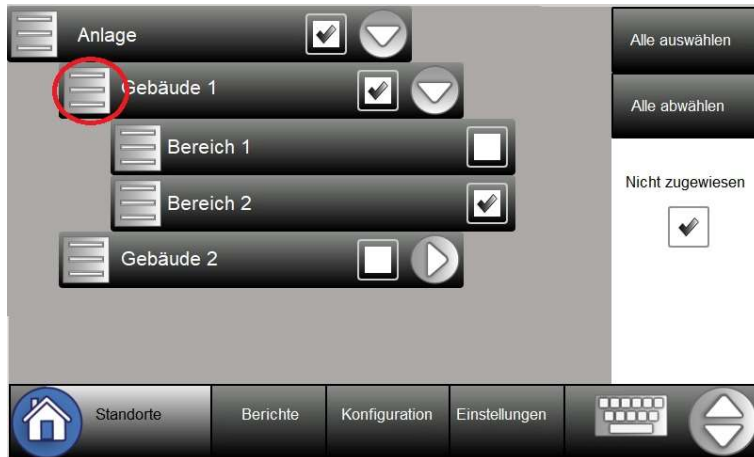 Anlage
Alle auswählen
Gebäude 1
Alle abwählen
Bereich 1
Nicht zugewiesen
Bereich 2
Gebäude 2
Standorte
Berichte
Konfiguration
Einstellungen